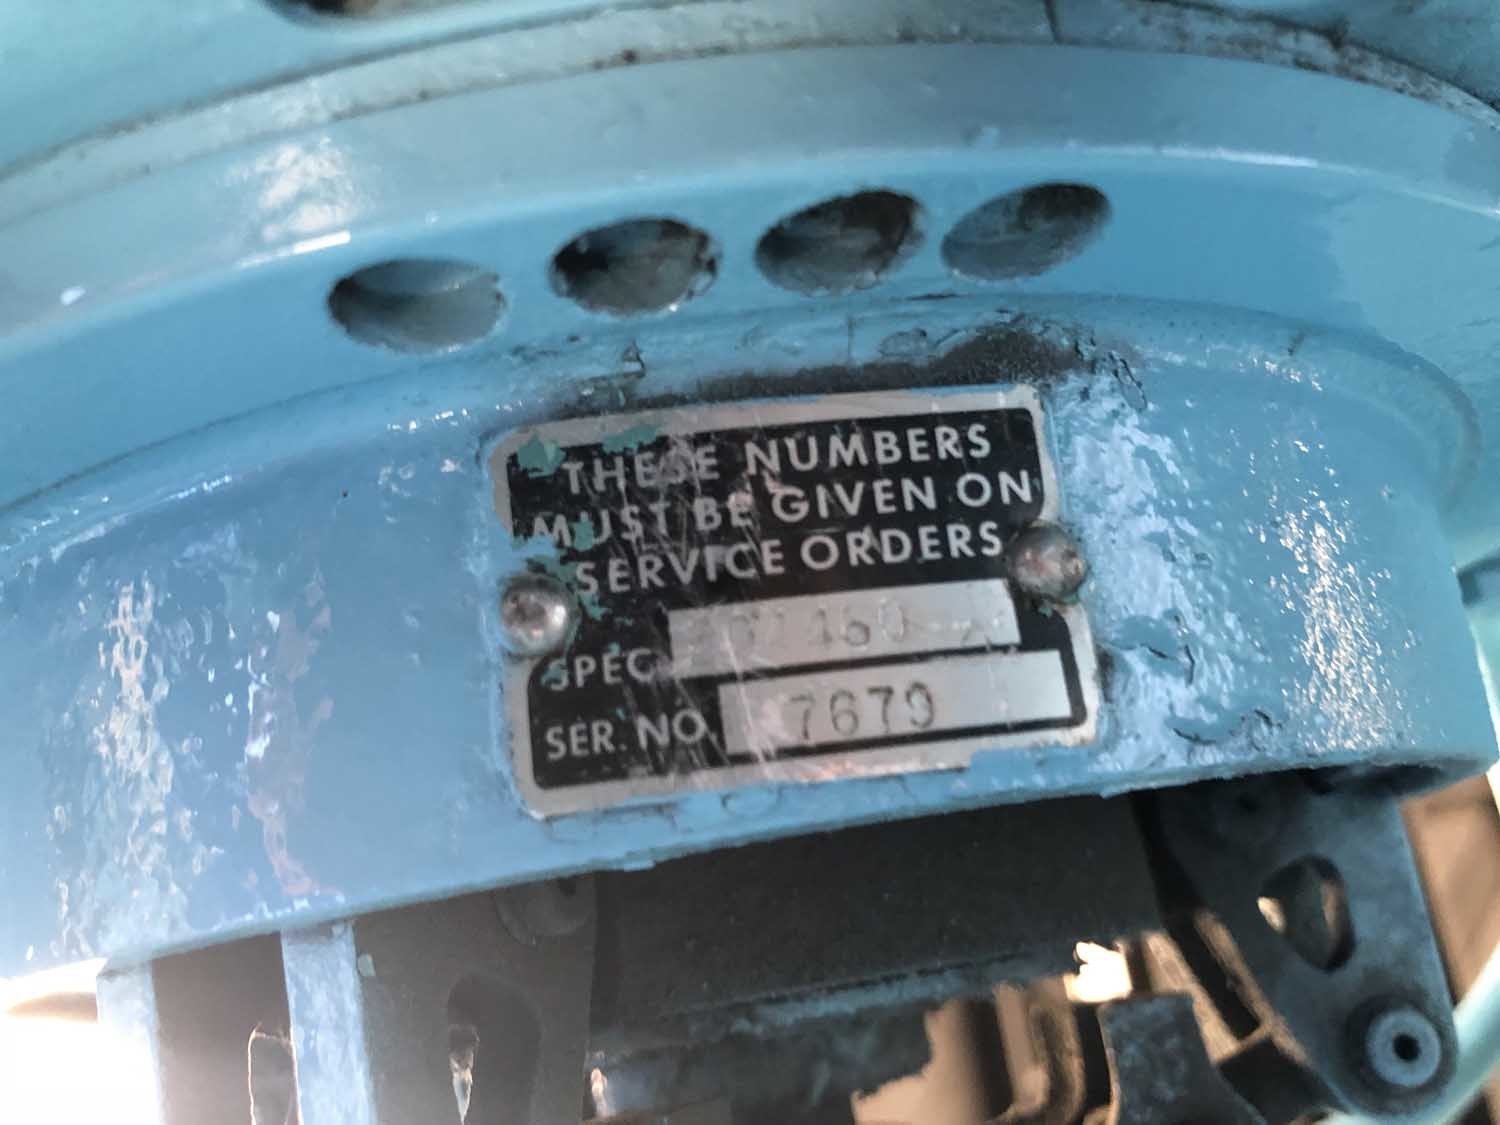 THESE NUMBERS
MUST BE GIVEN ON
SERVICE ORDERS
SPEC
SER. NO. 7679